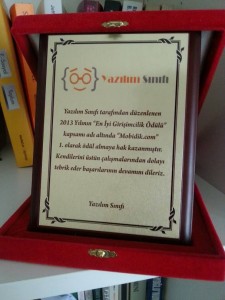 Yazılım Sınıfı
Yazılım Sınıfı tarafından düzenlenen
2013 Yılının "En İyi Girişimcilik Ödülü"
kapsamı adı altında "Mobidik.com"
1. olarak ödül almaya hak kazanmıştır.
Kendilerini üstün çalışmalarından dolayı
tebrik eder başarılarının devamını dileriz.
Yazılım Sınıfı